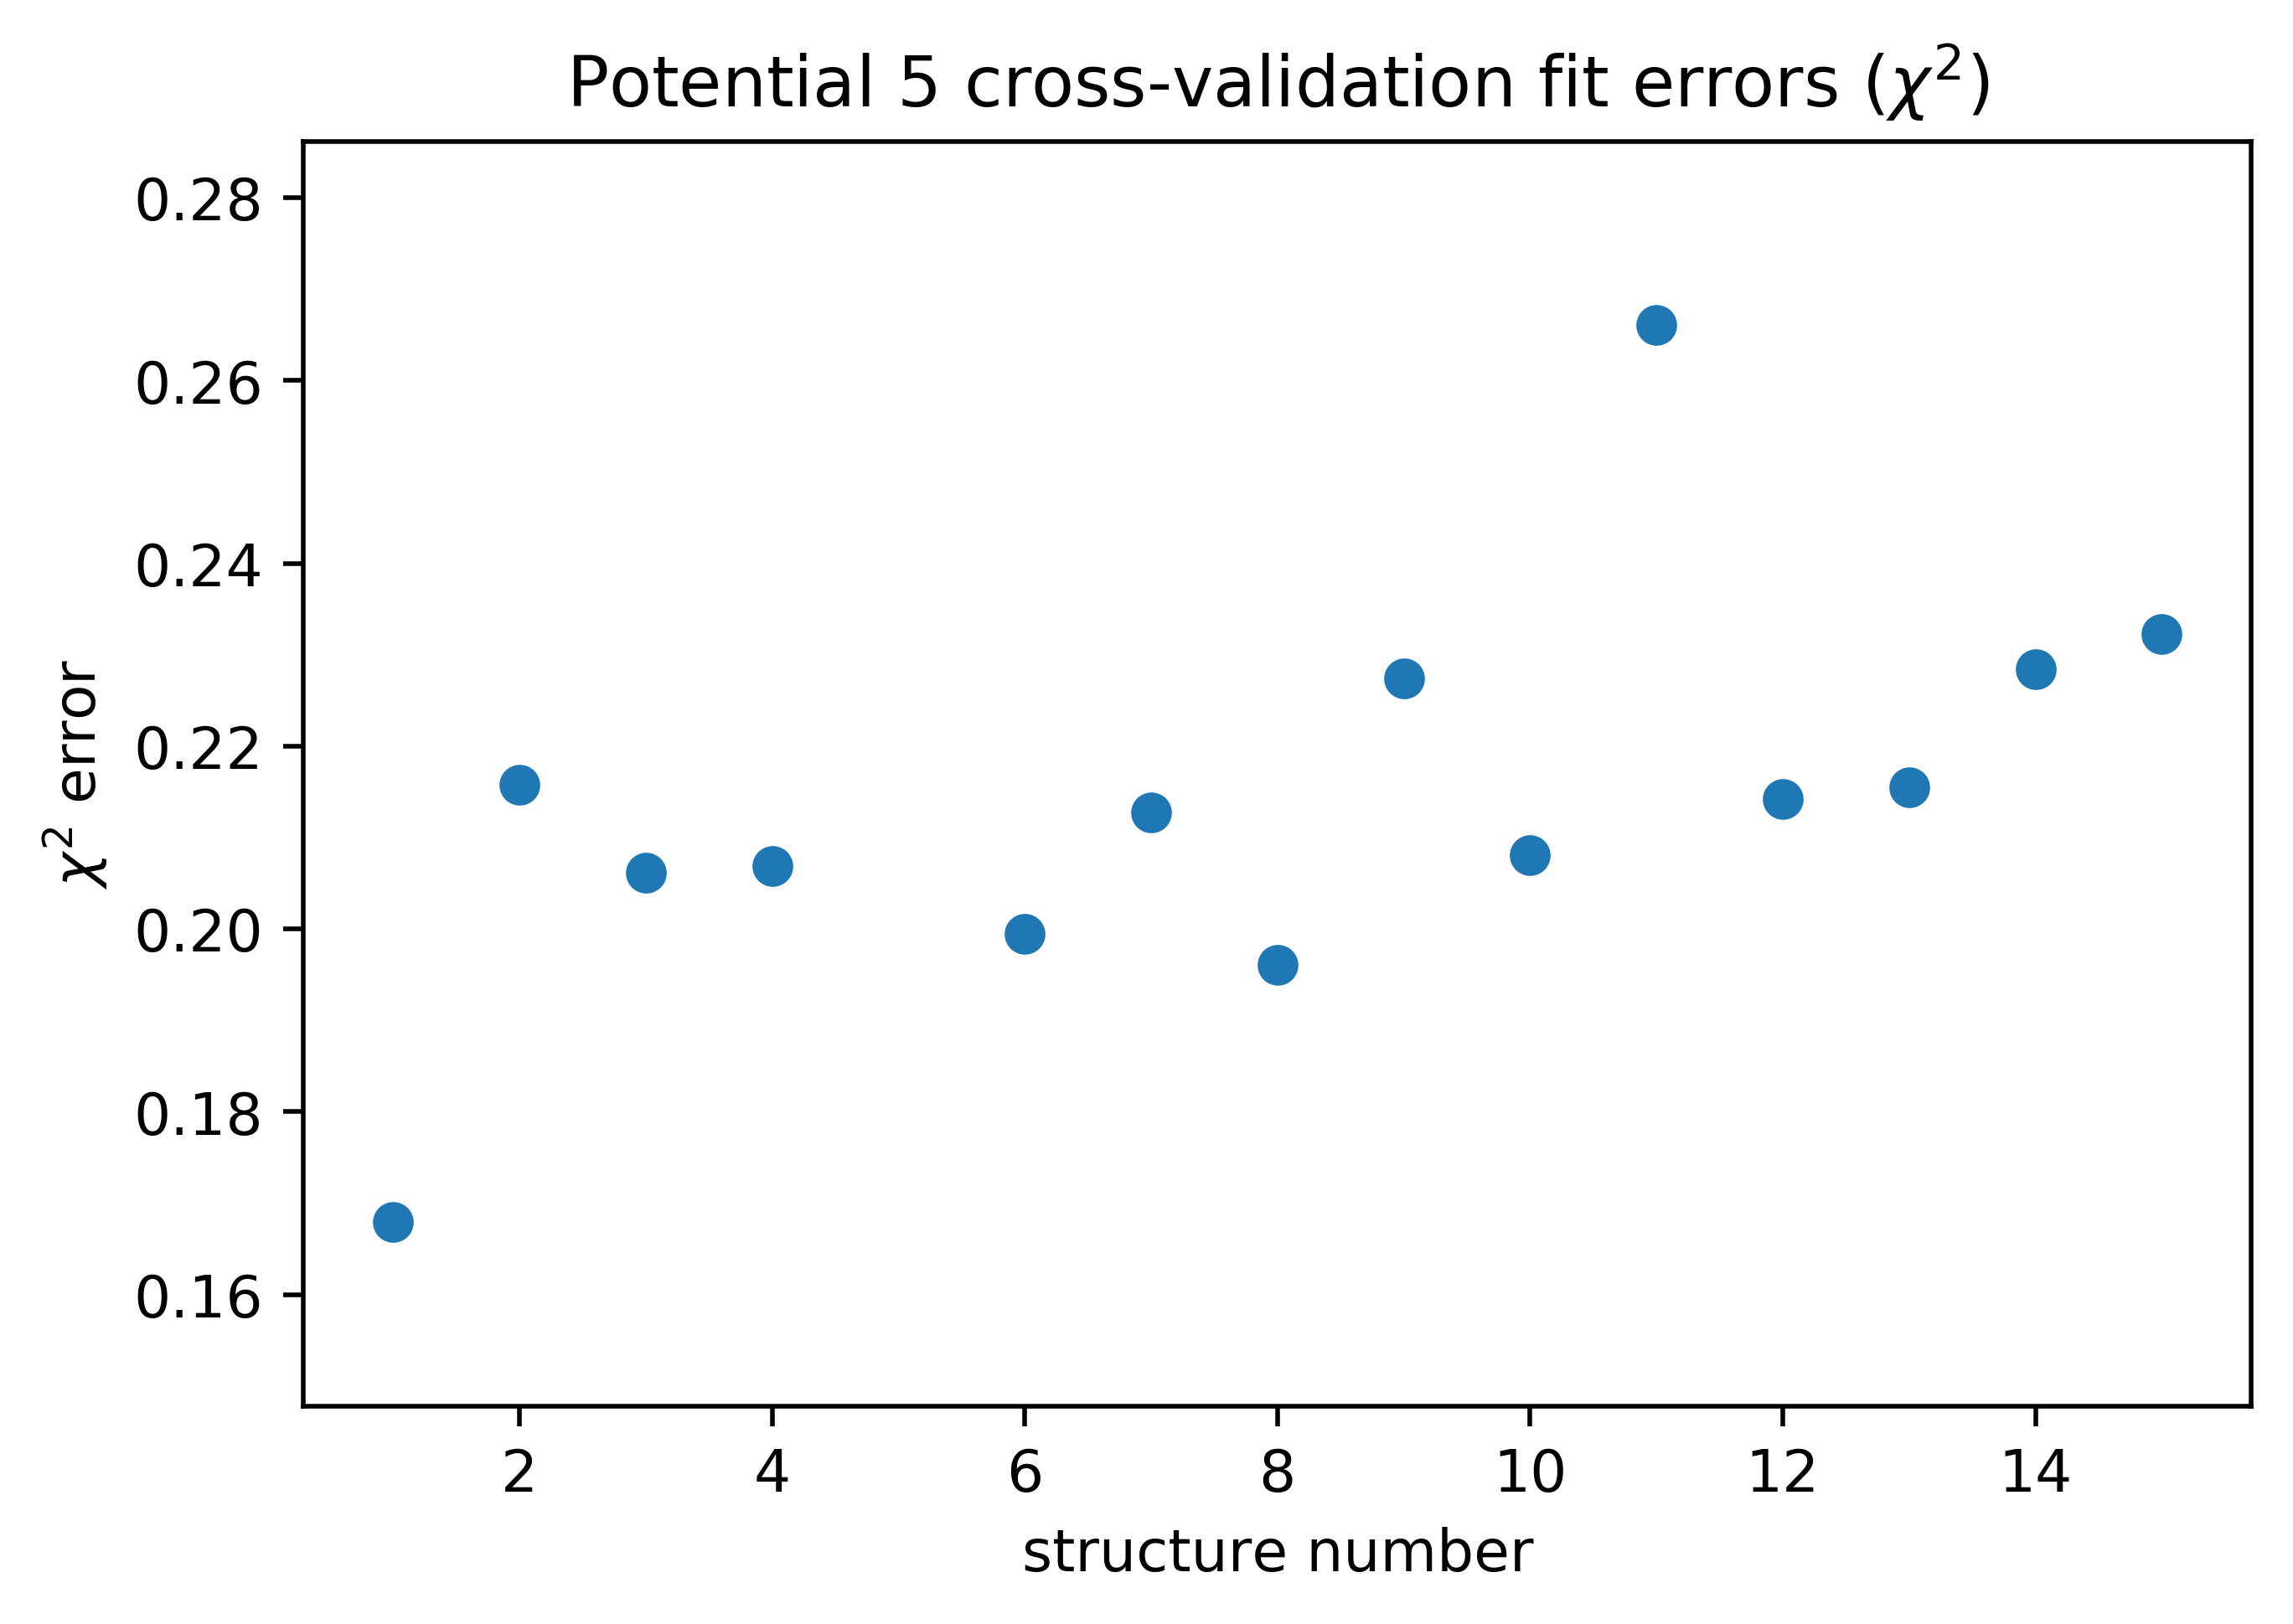 Potential 5 cross-validation fit errors (χ²)
χ² error
0.28
0.26
0.24
0.22
0.20
0.18
0.16
2 4 6 8 10 12 14
structure number